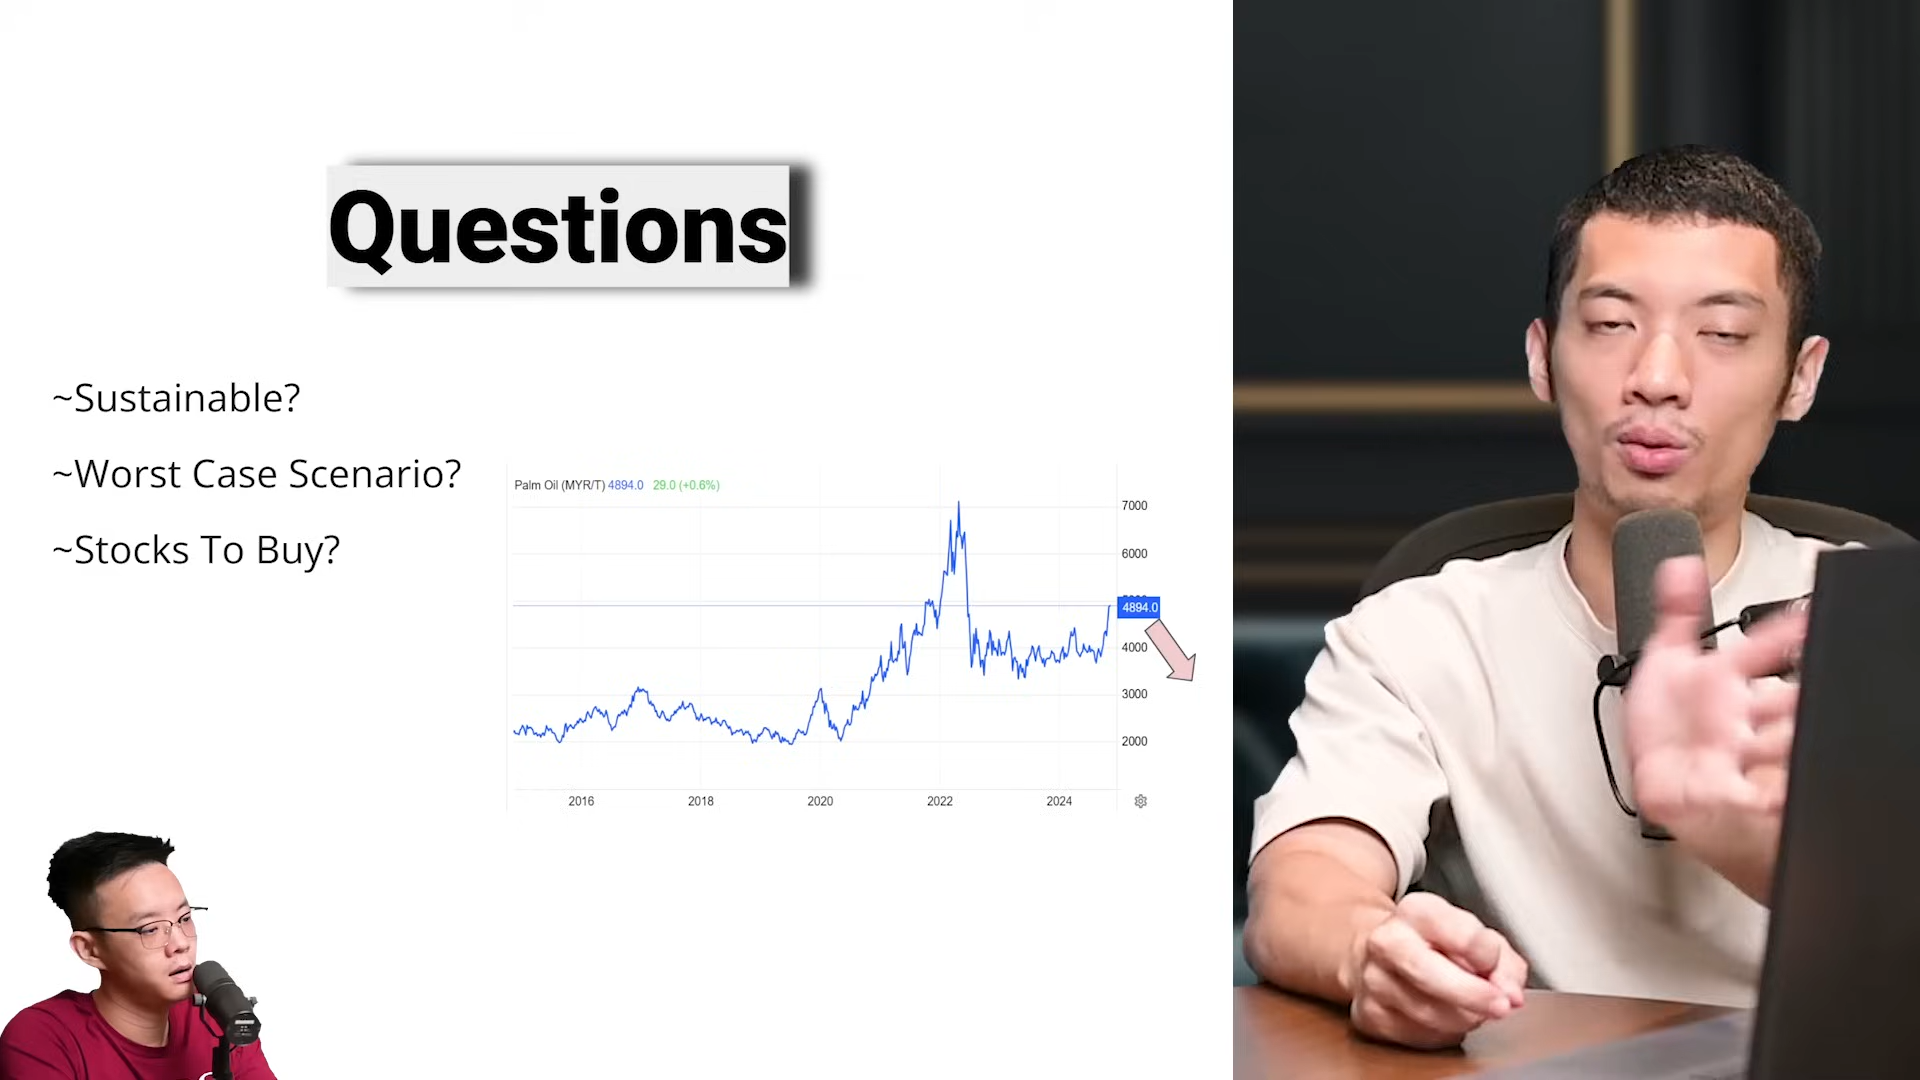 Questions
~Sustainable?
~Worst Case Scenario?
~Stocks To Buy?
Palm Oil (MYR/T) 4894.0 29.0 (+0.6%)
7000
6000
4894.0
4000
3000
2000
2016 2018 2020 2022 2024